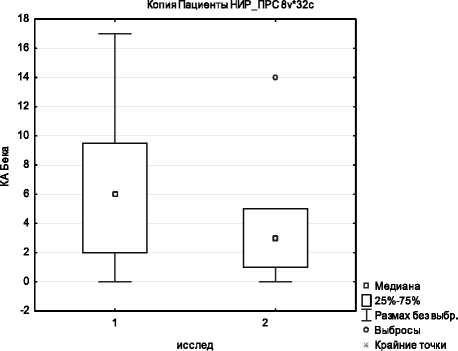 Копия Пациенты НИР_ПРС 8v*32c
18
16
14
12
10
8
6
4
2
0
-2
КА Бека
1
2
исслед
Медиана
25%-75%
Размах без выбр.
Выбросы
Крайние точки